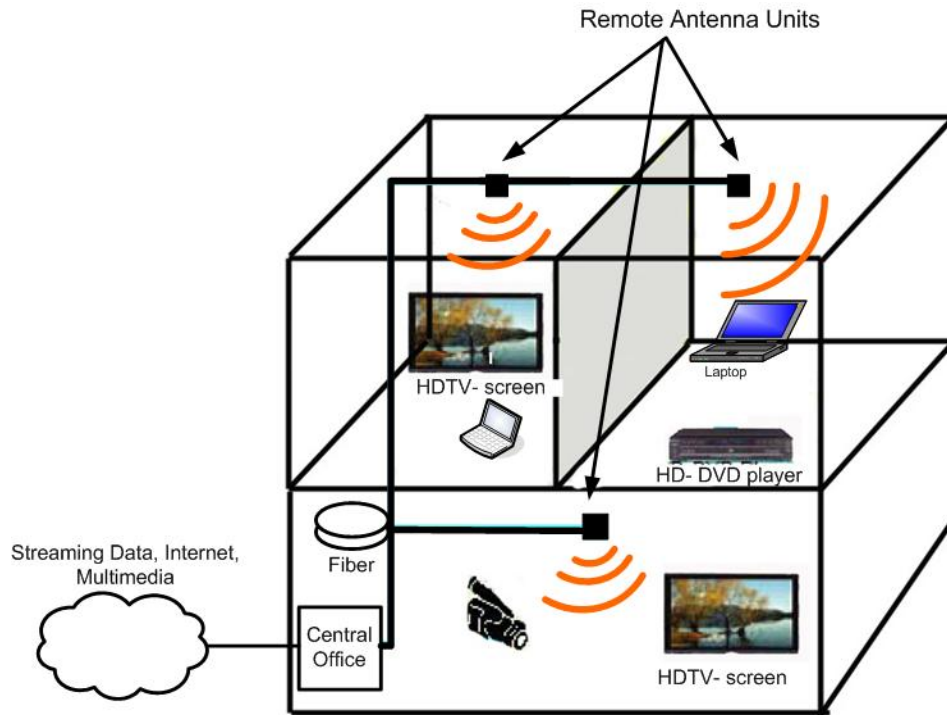 Remote Antenna Units
HDTV- screen
Laptop
HD- DVD player
Fiber
Streaming Data, Internet,
Multimedia
Central
Office
HDTV- screen